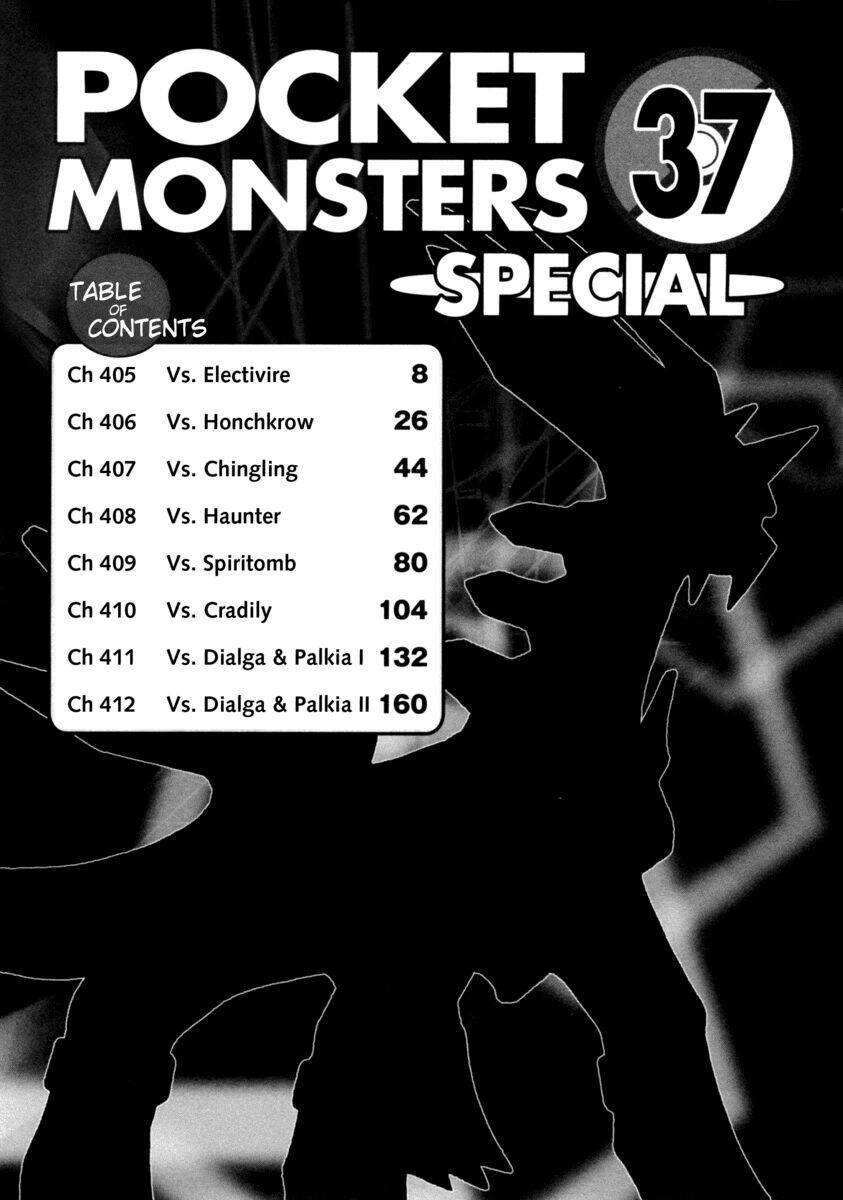 POCKET
MONSTERS
37
SPECIAL
TABLE
OF
CONTENTS
Ch 405 Vs. Electivire 8
Ch 406 Vs. Honchkrow 26
Ch 407 Vs. Chingling 44
Ch 408 Vs. Haunter 62
Ch 409 Vs. Spiritomb 80
Ch 410 Vs. Cradily 104
Ch 411 Vs. Dialga & Palkia I 132
Ch 412 Vs. Dialga & Palkia II 160